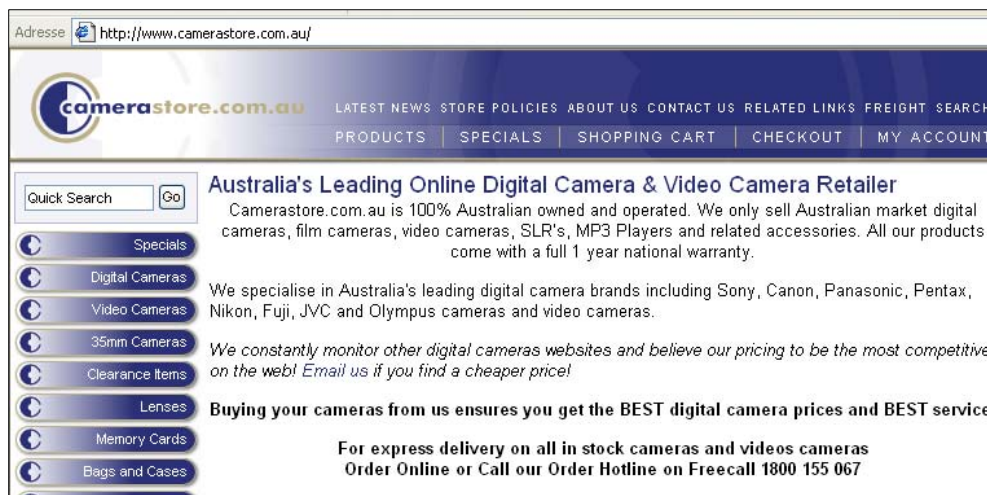 Adresse http://www.camerastore.com.au/
camerastore.com.au
LATEST NEWS STORE POLICIES ABOUT US CONTACT US RELATED LINKS FREIGHT SEARCH
PRODUCTS | SPECIALS | SHOPPING CART | CHECKOUT | MY ACCOUNT
Quick Search Go
Specials
Digital Cameras
Video Cameras
35mm Cameras
Clearance Items
Lenses
Memory Cards
Bags and Cases
Australia's Leading Online Digital Camera & Video Camera Retailer
Camerastore.com.au is 100% Australian owned and operated. We only sell Australian market digital
cameras, film cameras, video cameras, SLR's, MP3 Players and related accessories. All our products
come with a full 1 year national warranty.
We specialise in Australia's leading digital camera brands including Sony, Canon, Panasonic, Pentax,
Nikon, Fuji, JVC and Olympus cameras and video cameras.
We constantly monitor other digital cameras websites and believe our pricing to be the most competitive
on the web! Email us if you find a cheaper price!
Buying your cameras from us ensures you get the BEST digital camera prices and BEST service
For express delivery on all in stock cameras and videos cameras
Order Online or Call our Order Hotline on Freecall 1800 155 067